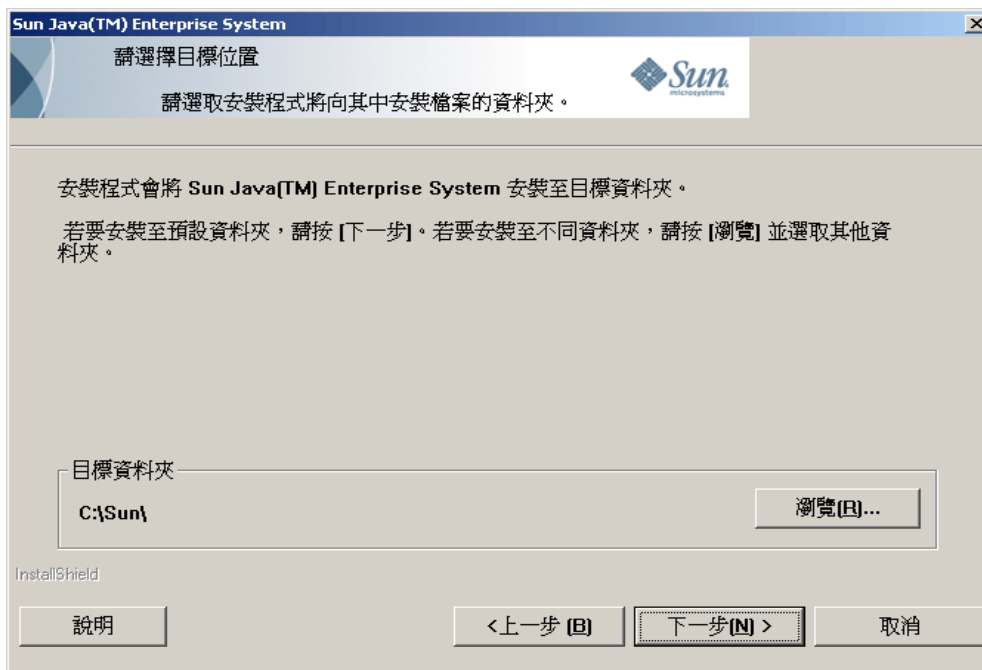 Sun Java(TM) Enterprise System
請選擇目標位置
請選取安裝程式將向其中安裝檔案的資料夾。
Sun
microsystems
安裝程式會將 Sun Java(TM) Enterprise System 安裝至目標資料夾。
若要安裝至預設資料夾，請按 [下一步]。若要安裝至不同資料夾，請按 [瀏覽] 並選取其他資
料夾。
目標資料夾
C:\Sun\
瀏覽(R)...
InstallShield
說明
<上一步 (B)
下一步(N) >
取消